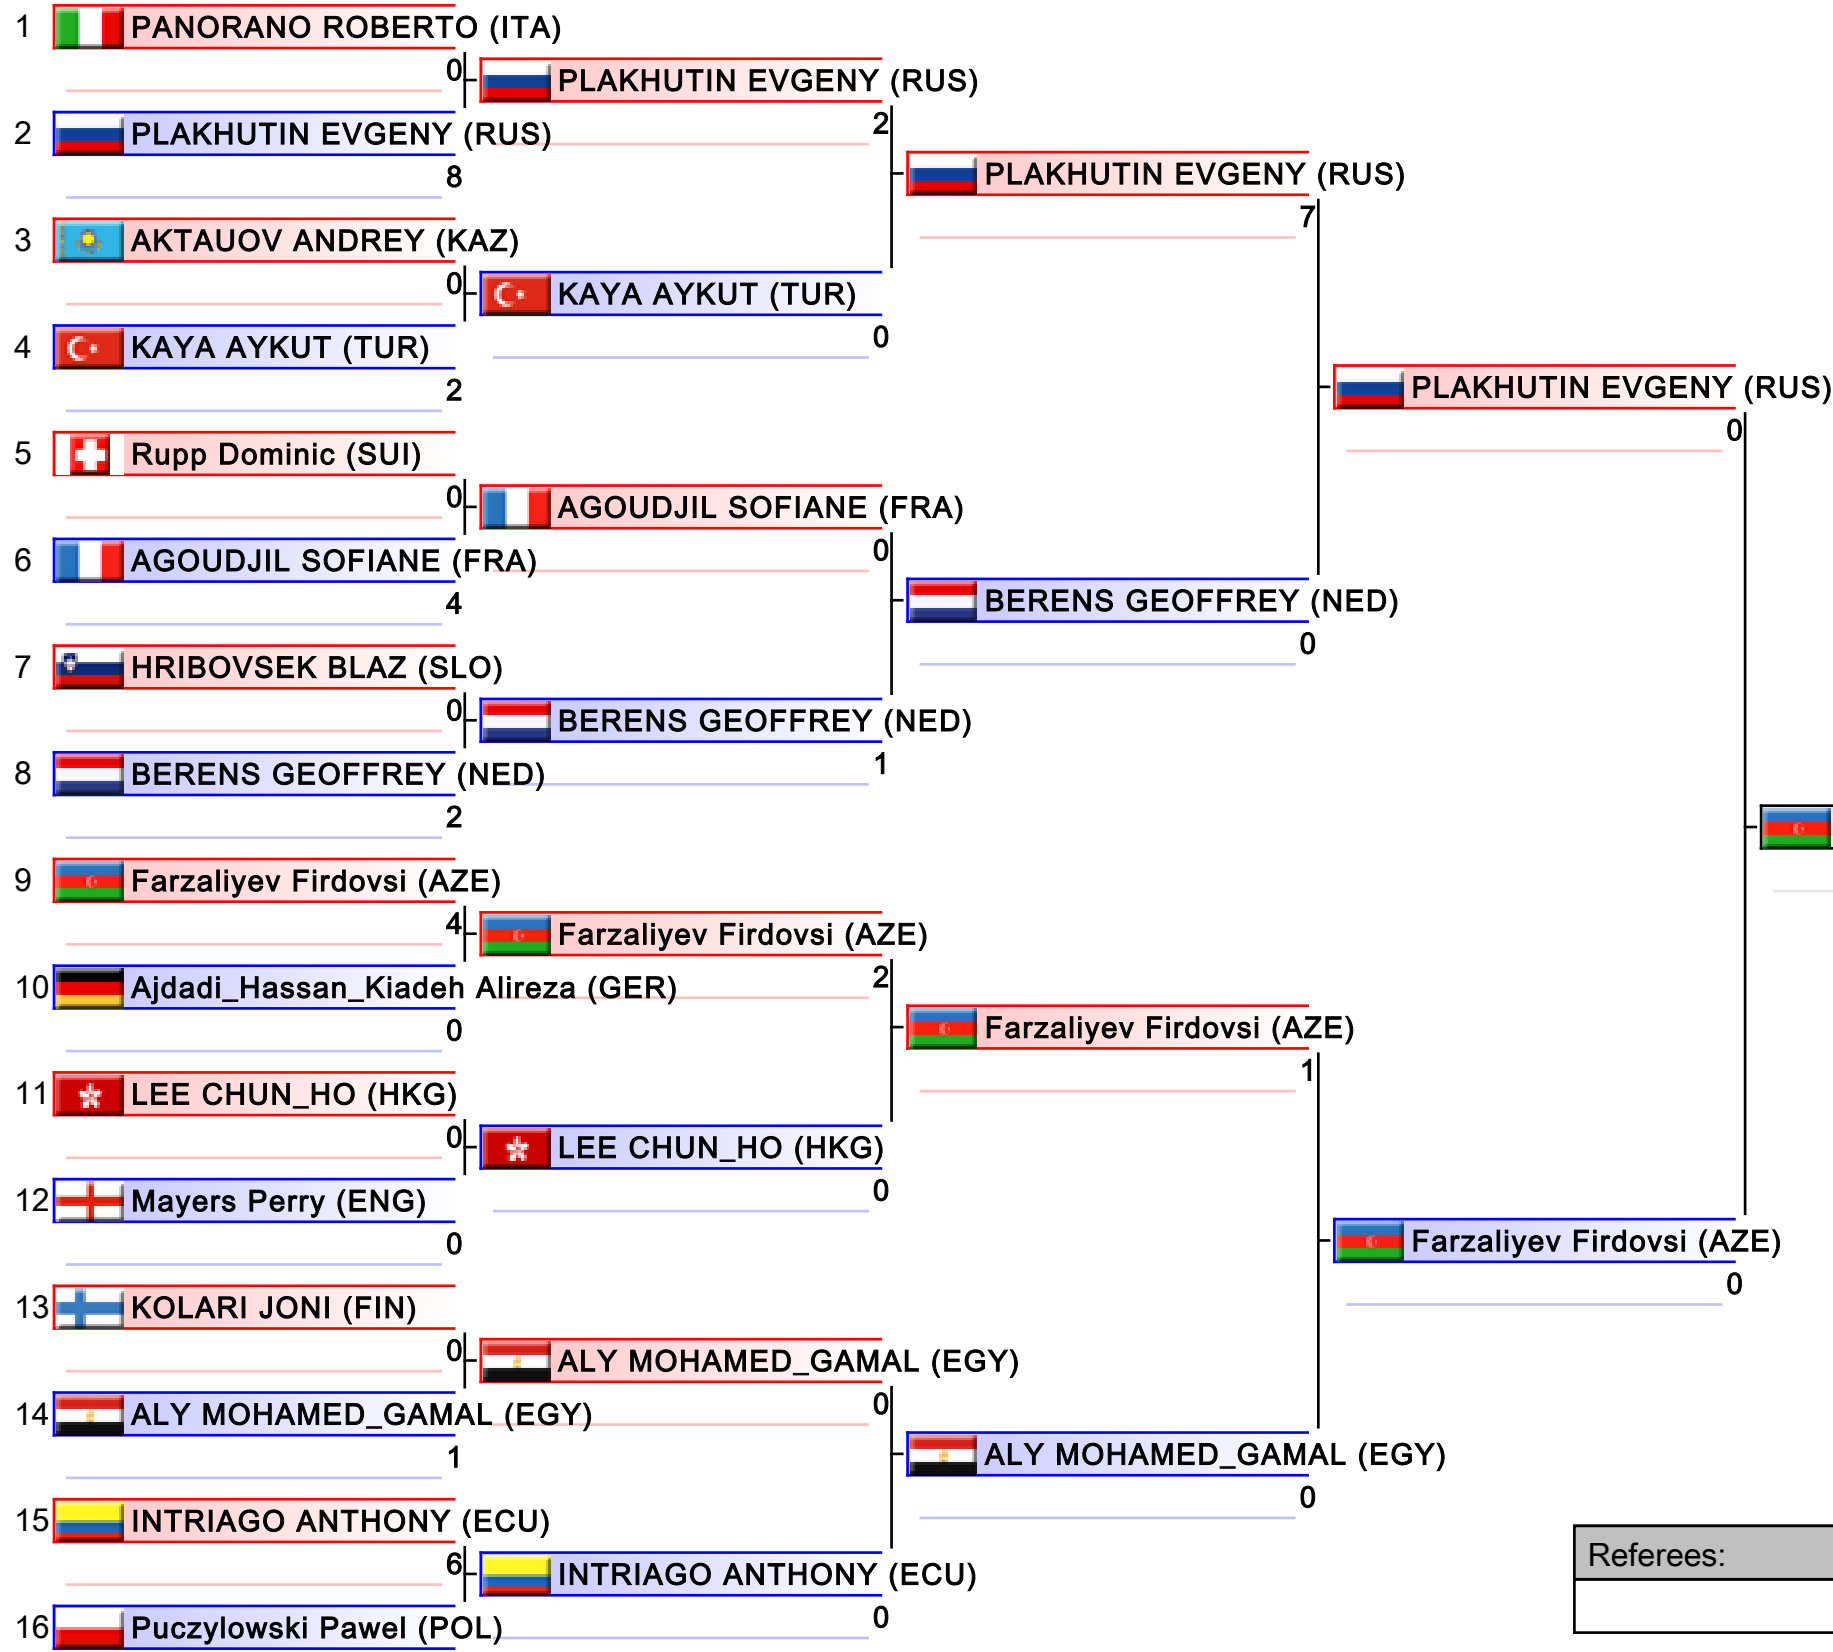 1 PANORANO ROBERTO (ITA)
0
PLAKHUTIN EVGENY (RUS)
2
2 PLAKHUTIN EVGENY (RUS)
8
PLAKHUTIN EVGENY (RUS)
7
3 AKTAUOV ANDREY (KAZ)
0
KAYA AYKUT (TUR)
0
4 KAYA AYKUT (TUR)
2
PLAKHUTIN EVGENY (RUS)
0
5 Rupp Dominic (SUI)
0
AGOUDJIL SOFIANE (FRA)
0
6 AGOUDJIL SOFIANE (FRA)
4
BERENS GEOFFREY (NED)
0
7 HRIBOVSEK BLAZ (SLO)
0
BERENS GEOFFREY (NED)
1
8 BERENS GEOFFREY (NED)
2
9 Farzaliyev Firdovsi (AZE)
4
Farzaliyev Firdovsi (AZE)
2
10 Ajdadi_Hassan_Kiadeh Alireza (GER)
0
Farzaliyev Firdovsi (AZE)
1
11 LEE CHUN_HO (HKG)
0
LEE CHUN_HO (HKG)
0
12 Mayers Perry (ENG)
0
Farzaliyev Firdovsi (AZE)
0
13 KOLARI JONI (FIN)
0
ALY MOHAMED_GAMAL (EGY)
0
14 ALY MOHAMED_GAMAL (EGY)
1
ALY MOHAMED_GAMAL (EGY)
0
15 INTRIAGO ANTHONY (ECU)
6
INTRIAGO ANTHONY (ECU)
0
16 Puczylowski Pawel (POL)
Referees: